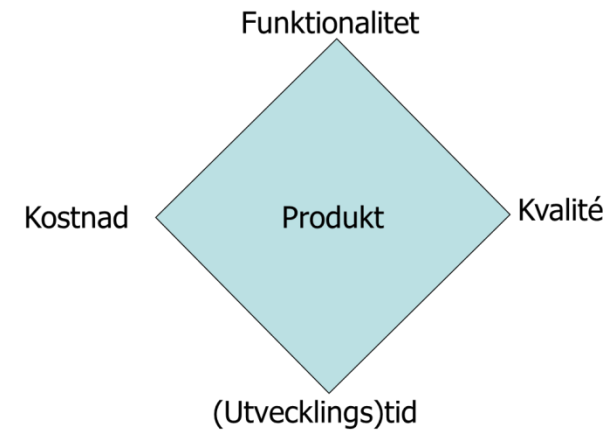 Funktionalitet
Kostnad
Produkt
Kvalité
(Utvecklings)tid